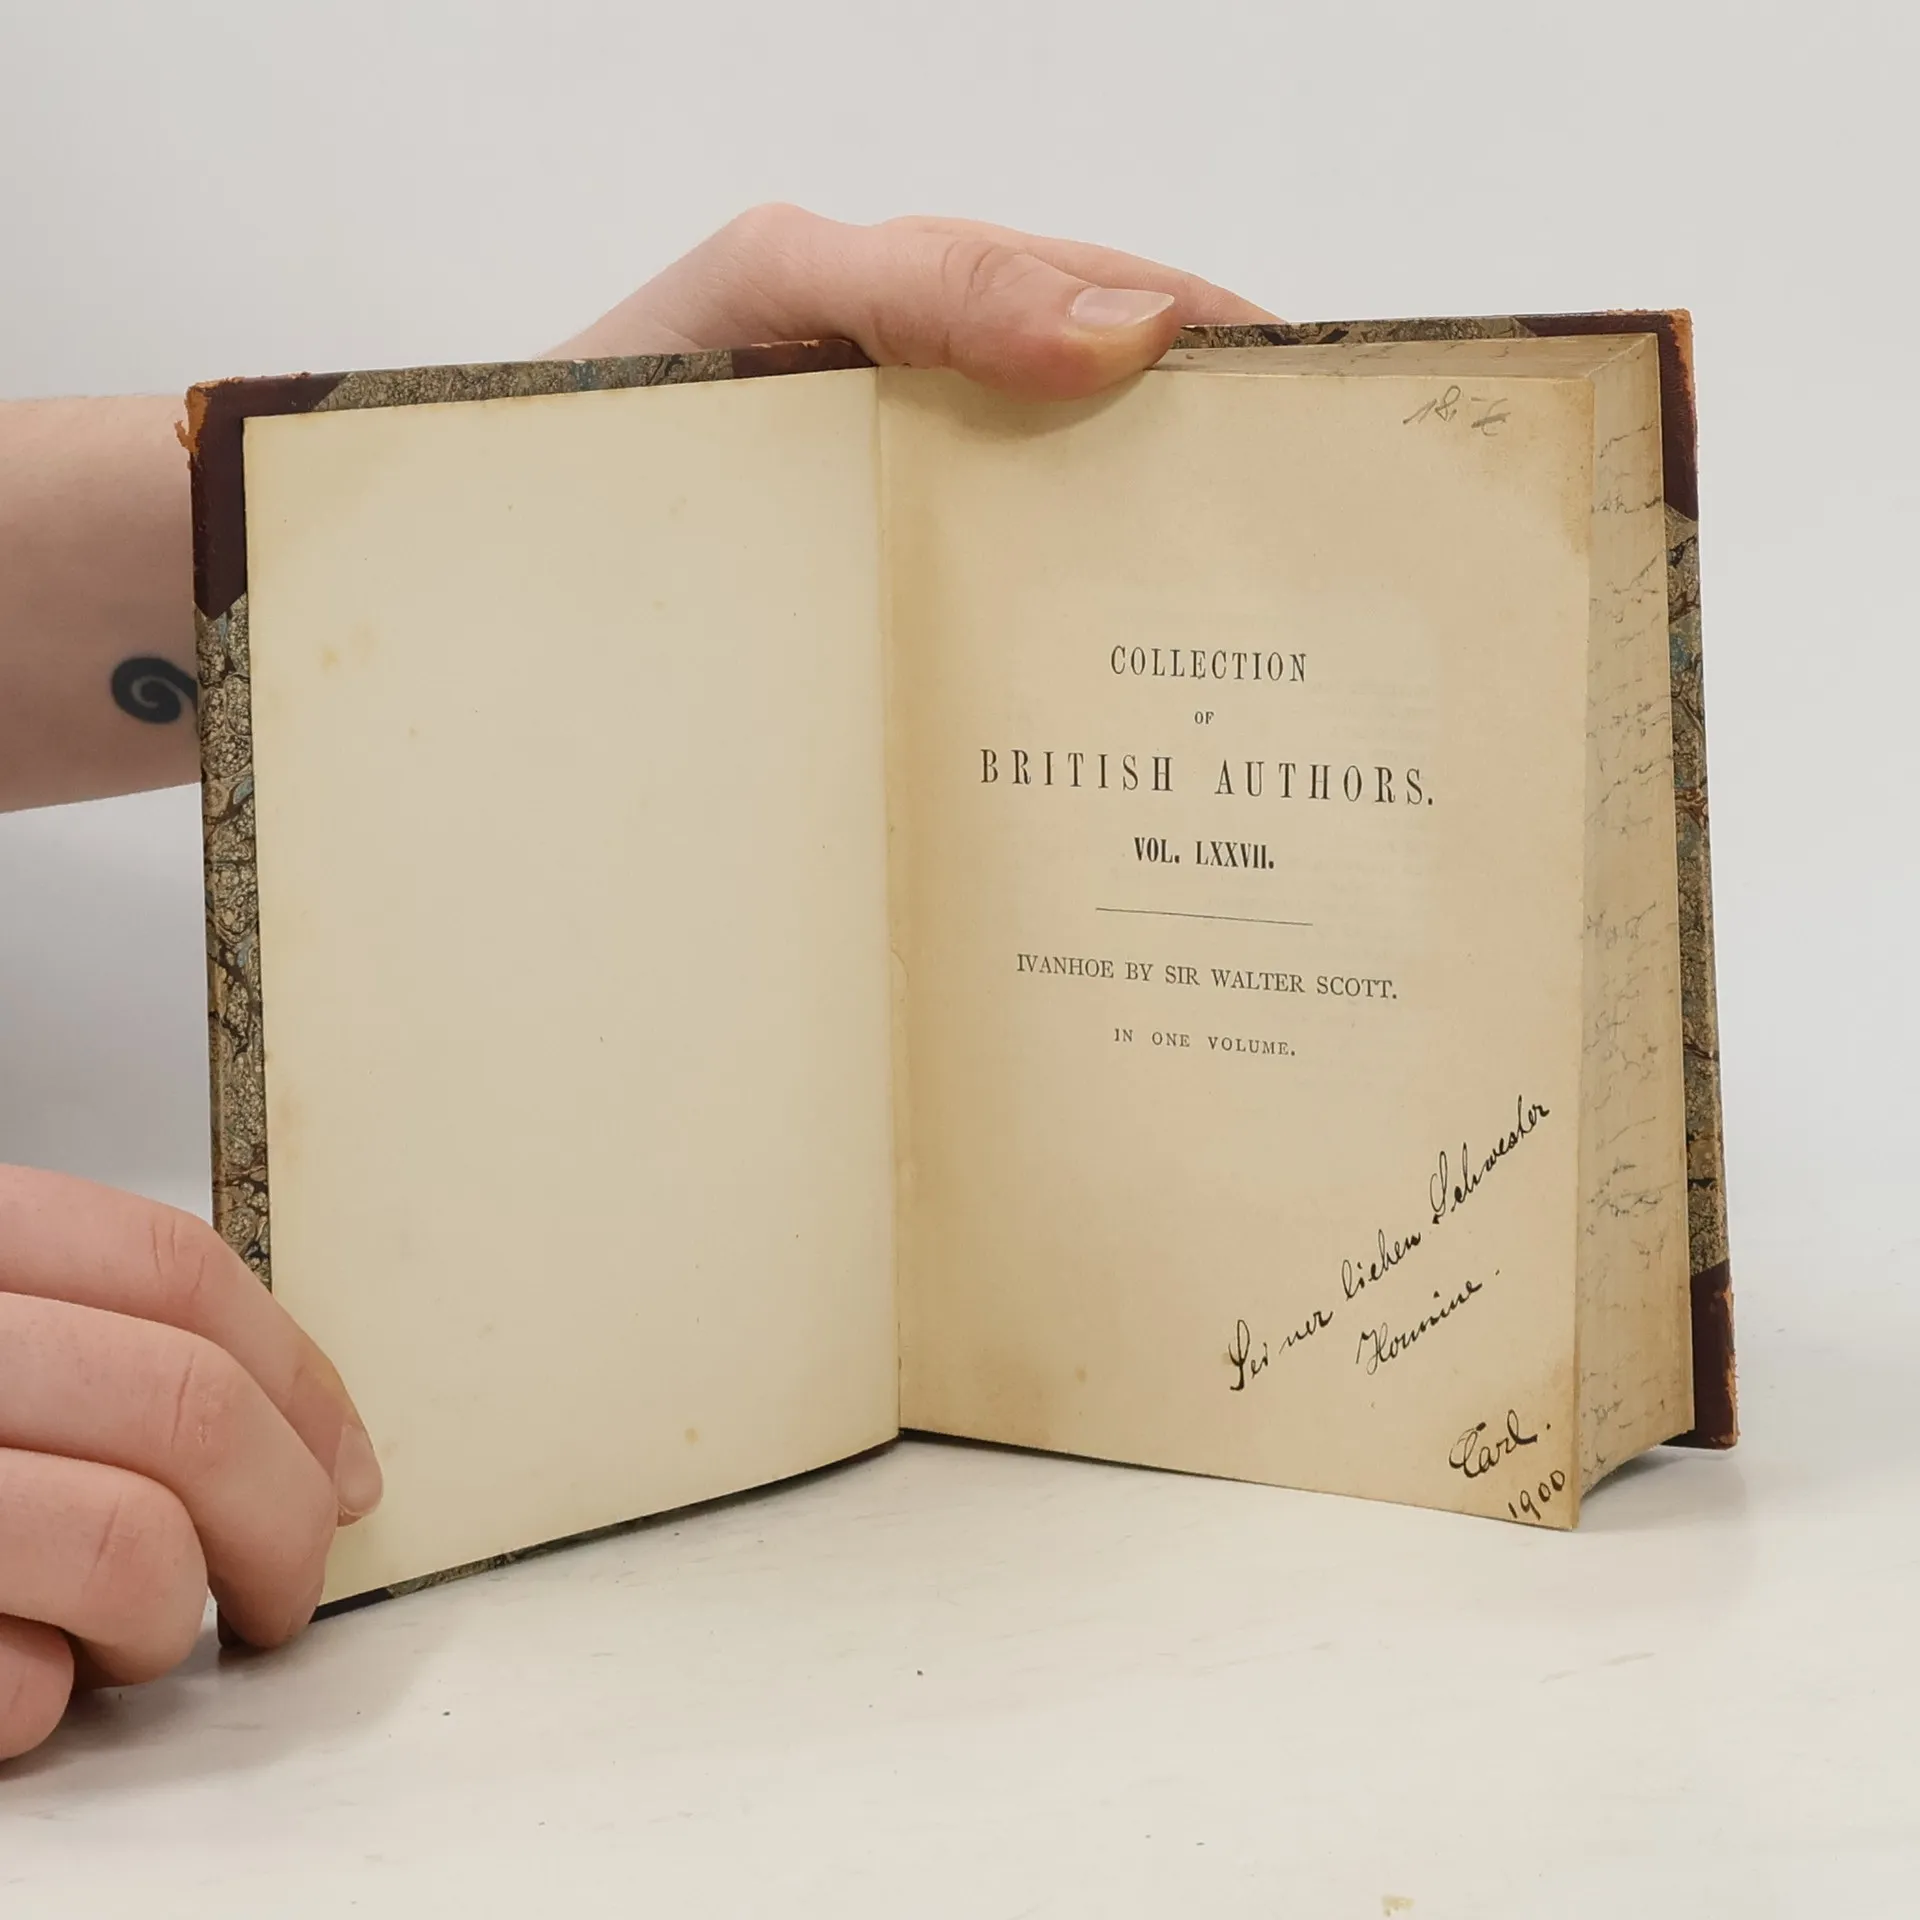 18.- €
COLLECTION
OF
BRITISH AUTHORS.
VOL. LXXVII.
IVANHOE BY SIR WALTER SCOTT.
IN ONE VOLUME.
Seiner lieben Schwester
Carl.
1900